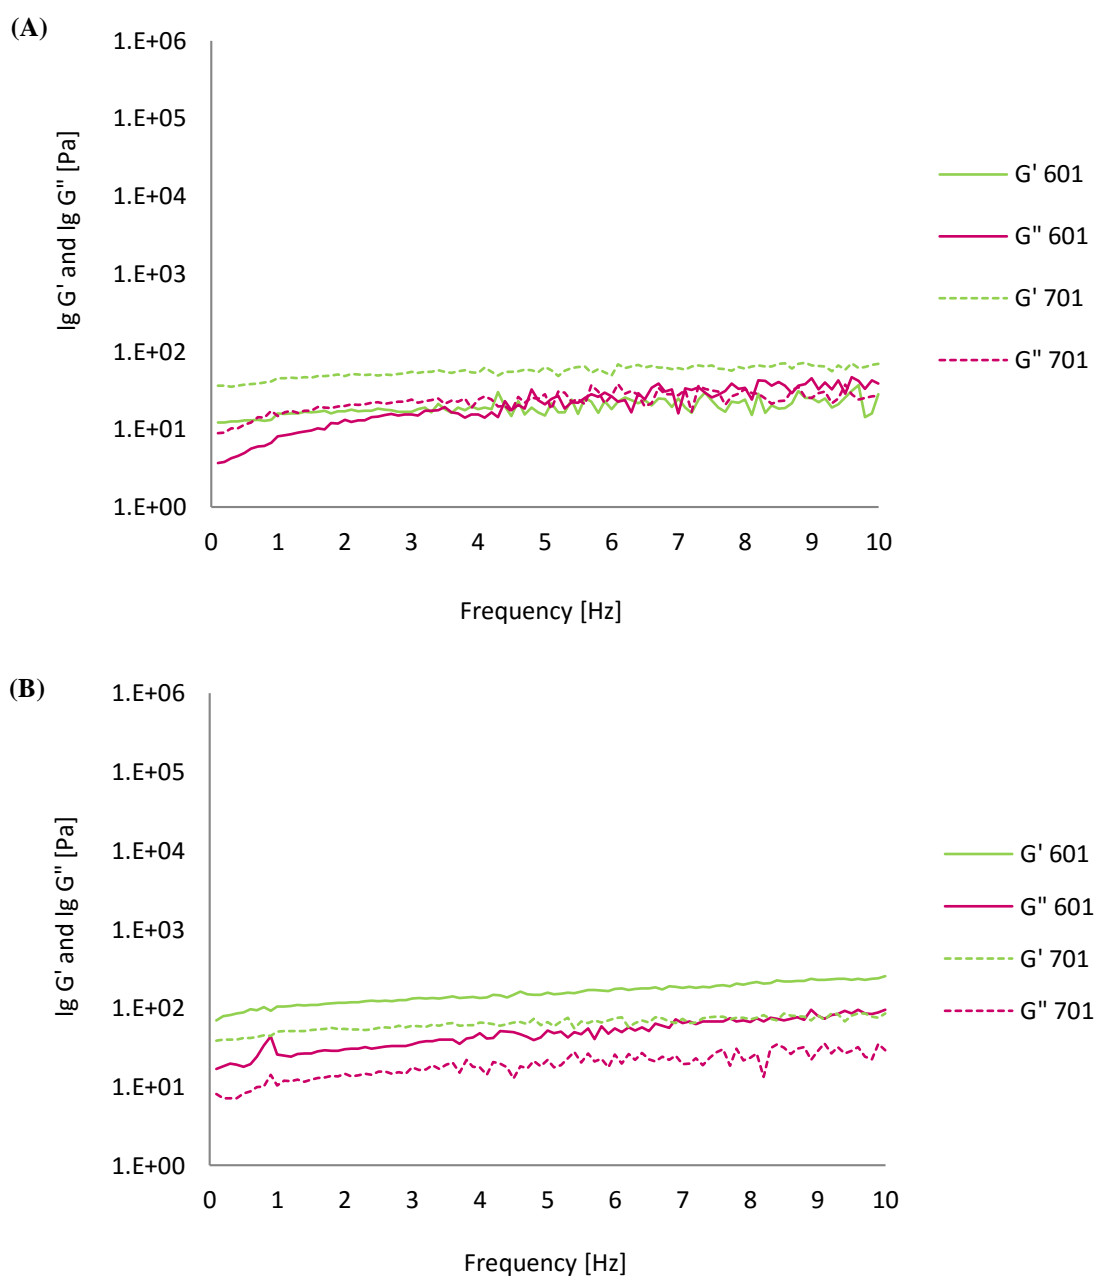 (A)
1.E+06
1.E+05
1.E+04
1.E+03
1.E+02
1.E+01
1.E+00
lg G' and lg G" [Pa]
0 1 2 3 4 5 6 7 8 9 10
Frequency [Hz]
G' 601
G" 601
G' 701
G" 701
(B)
1.E+06
1.E+05
1.E+04
1.E+03
1.E+02
1.E+01
1.E+00
lg G' and lg G" [Pa]
0 1 2 3 4 5 6 7 8 9 10
Frequency [Hz]
G' 601
G" 601
G' 701
G" 701